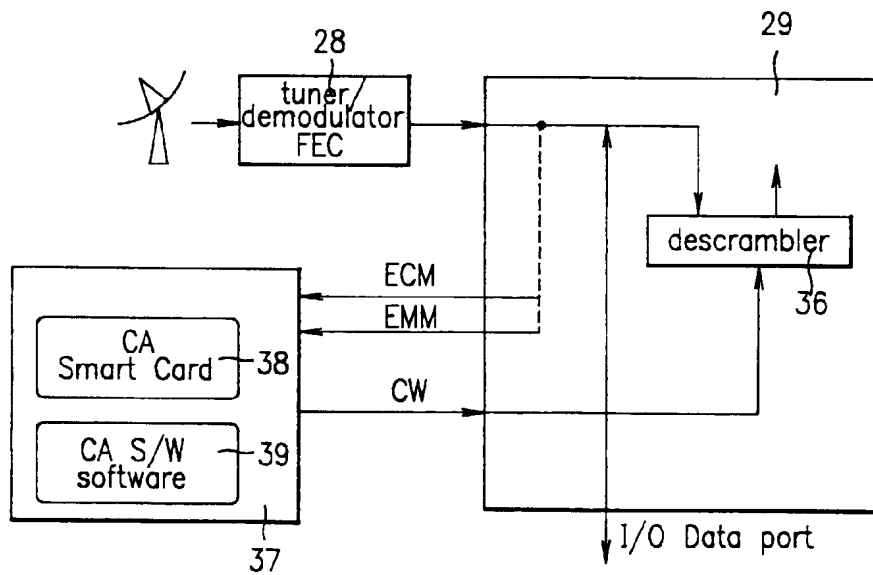 28
29
tuner/
demodulator
FEC
descrambler
36
ECM
EMM
CA
Smart Card
38
CW
CA S/W
software
39
37
I/O Data port